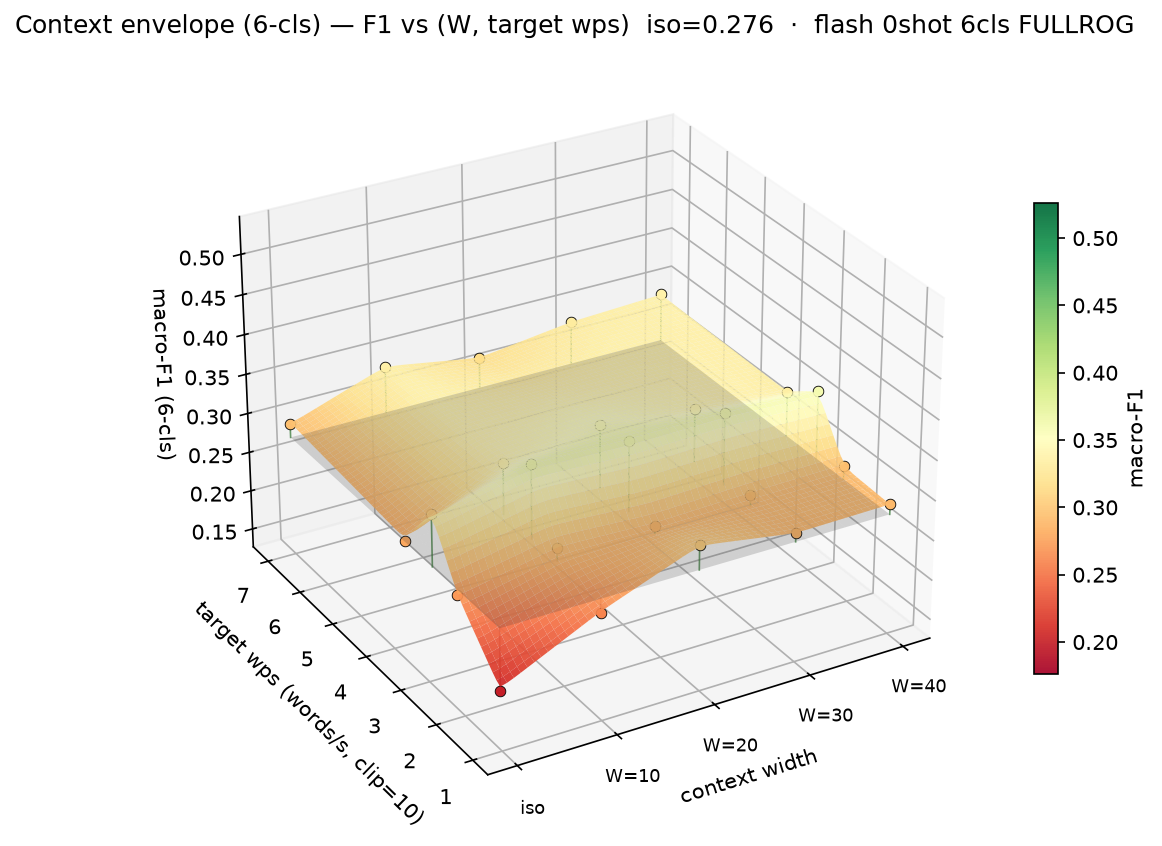 Context envelope (6-cls) — F1 vs (W, target wps)  iso=0.276  ·  flash 0shot 6cls FULLROG
0.50
0.45
0.40
0.35
0.30
0.25
0.20
0.15
macro-F1 (6-cls)
7
6
5
4
3
2
1
target wps (words/s, clip=10)
iso
W=10
W=20
W=30
W=40
context width
0.50
0.45
0.40
0.35
0.30
0.25
0.20
macro-F1